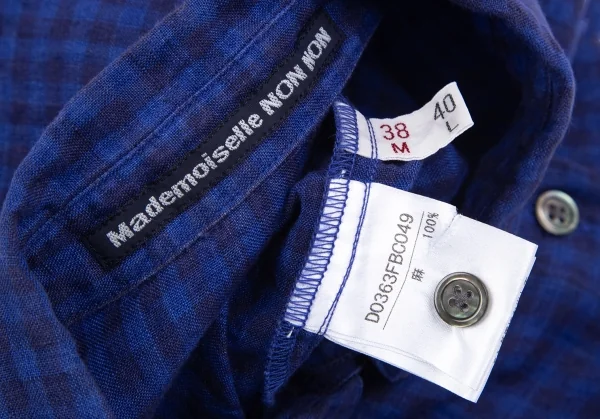 Mademoiselle NON NON
38 40
M L
D0363FBC049
麻 100%